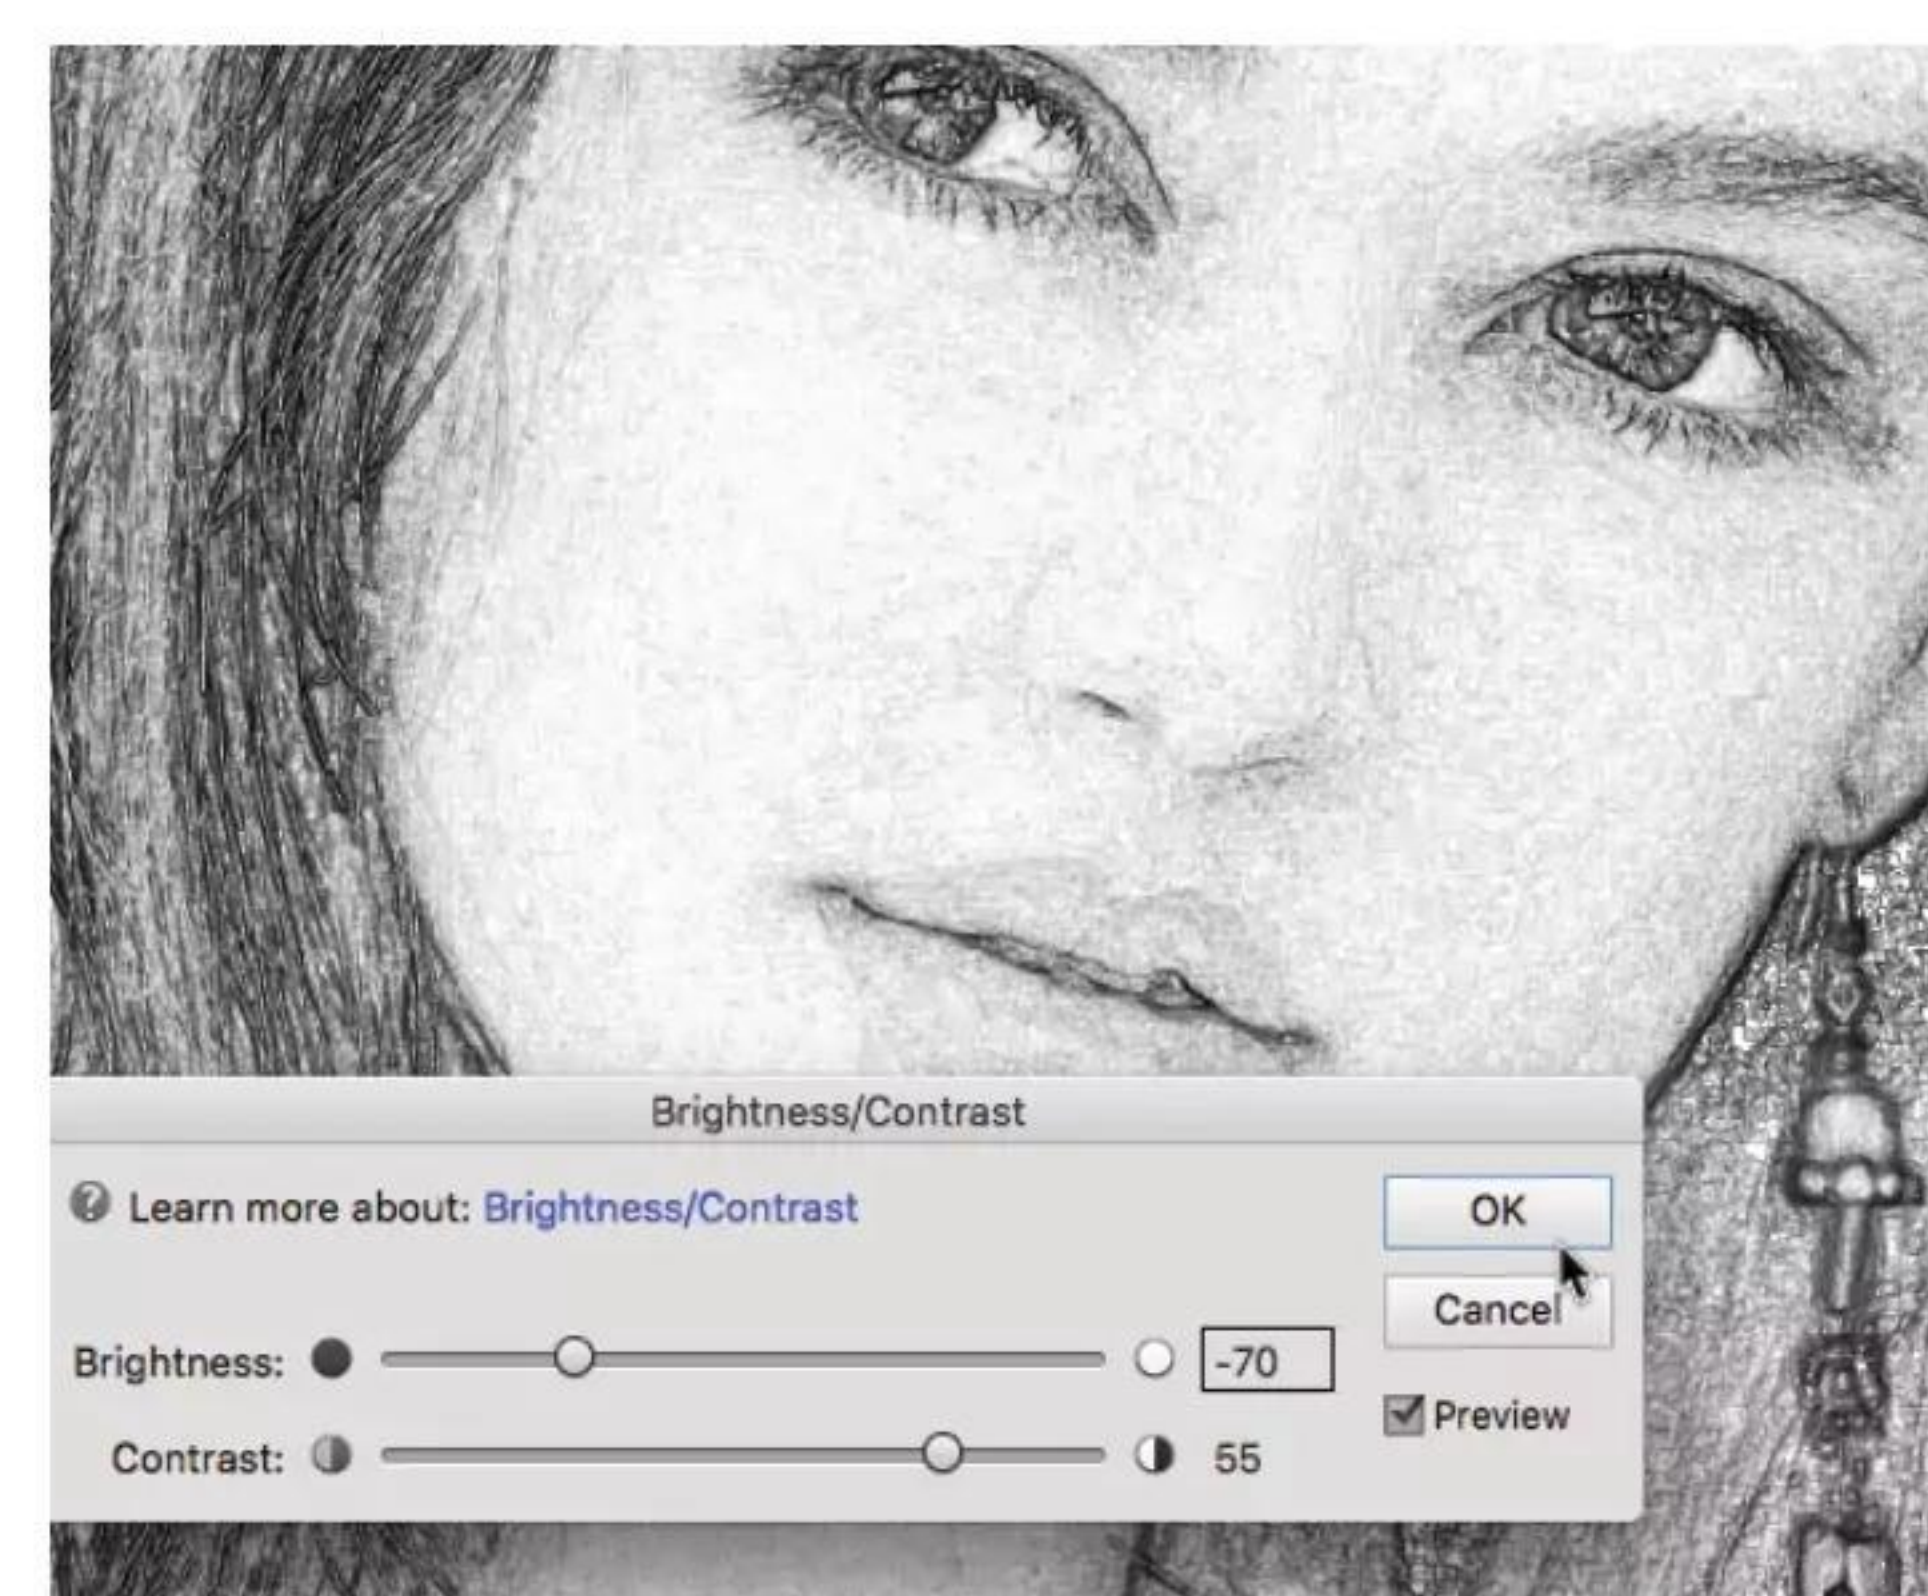 Brightness/Contrast
? Learn more about: Brightness/Contrast
OK
Cancel
Brightness: -70
Preview
Contrast: 55